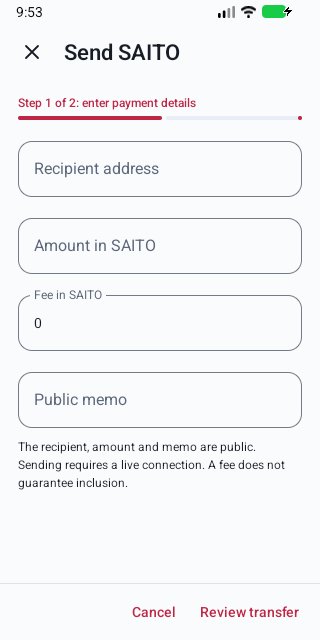 9:53
Send SAITO
Step 1 of 2: enter payment details
Recipient address
Amount in SAITO
Fee in SAITO
0
Public memo
The recipient, amount and memo are public.
Sending requires a live connection. A fee does not
guarantee inclusion.
Cancel
Review transfer